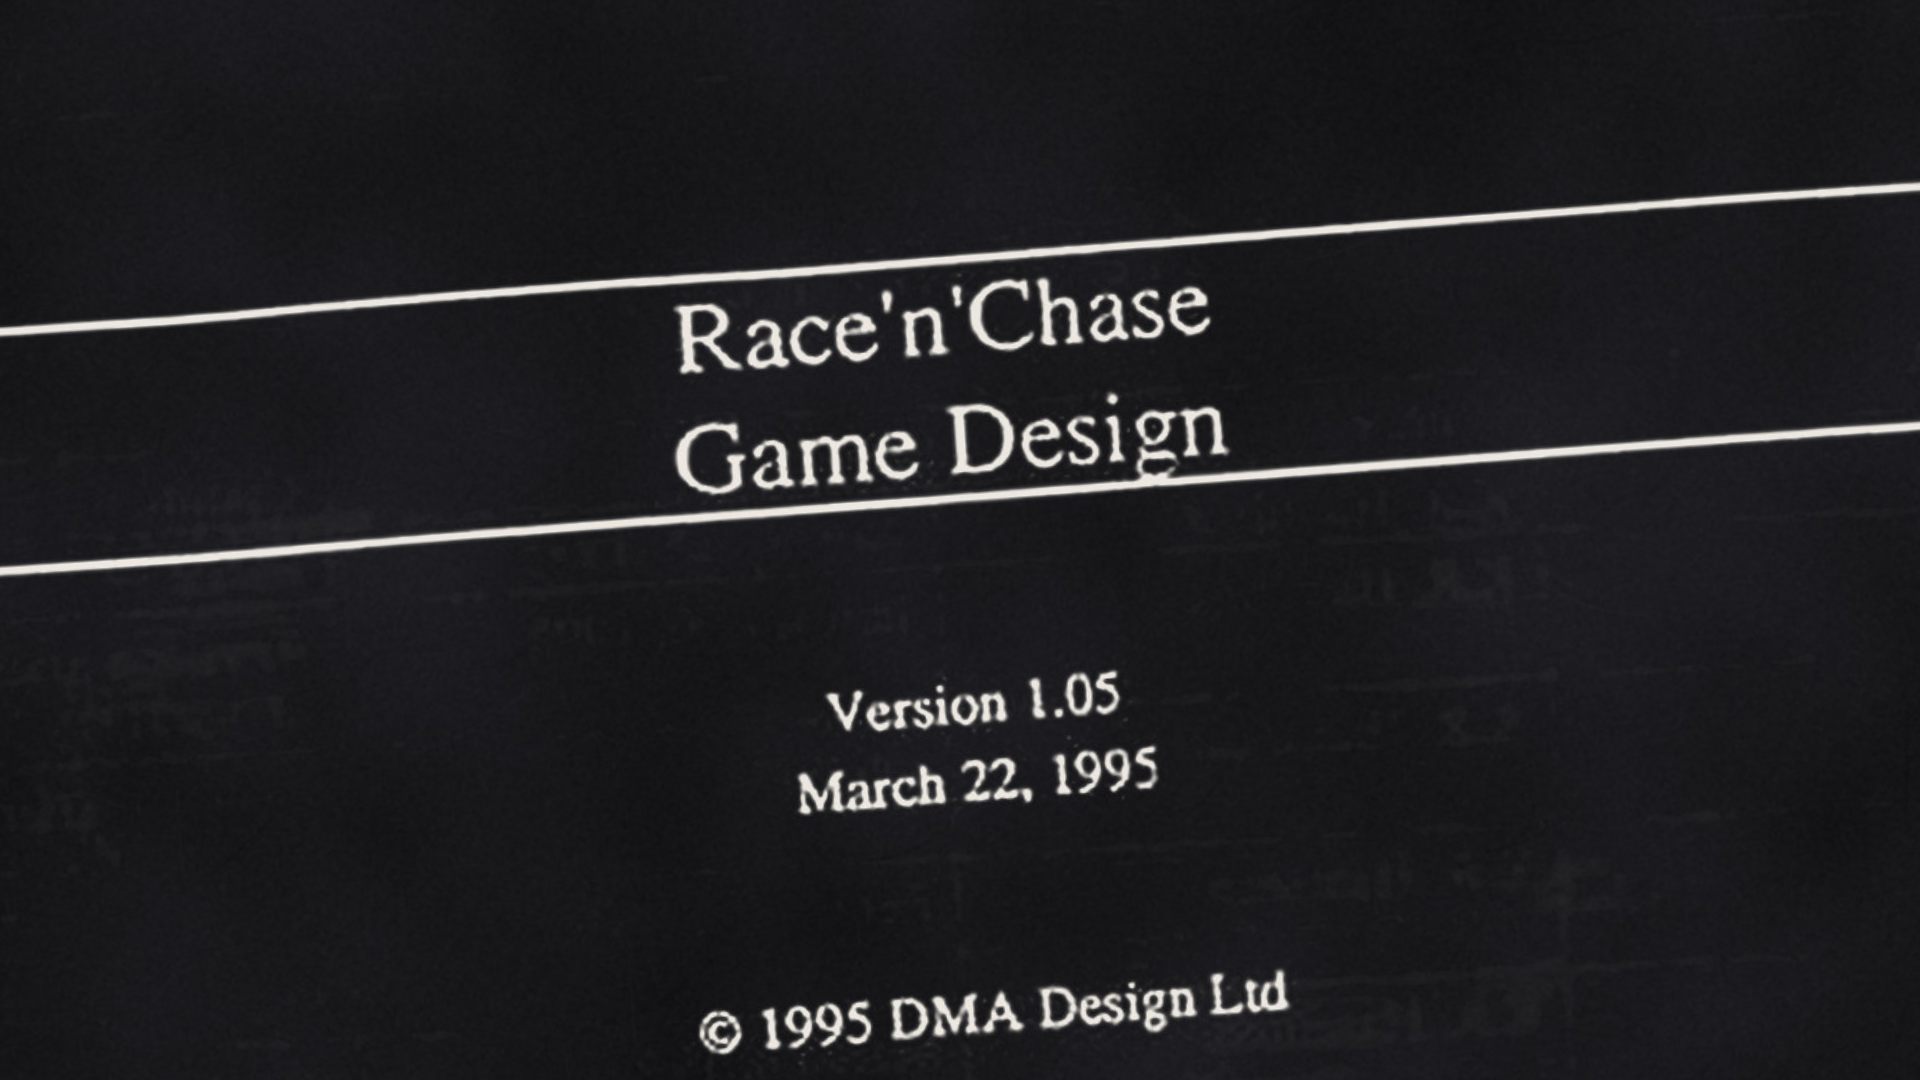 Race'n'Chase
Game Design
Version 1.05
March 22, 1995
© 1995 DMA Design Ltd